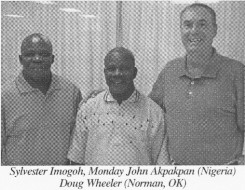 Sylvester Imogoh, Monday John Akpakpan (Nigeria)
Doug Wheeler (Norman, OK)